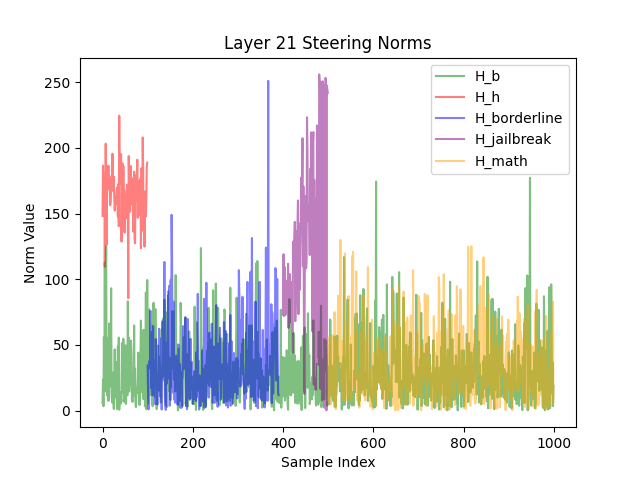 Layer 21 Steering Norms
Norm Value
250
200
150
100
50
0
0 200 400 600 800 1000
Sample Index
H_b
H_h
H_borderline
H_jailbreak
H_math